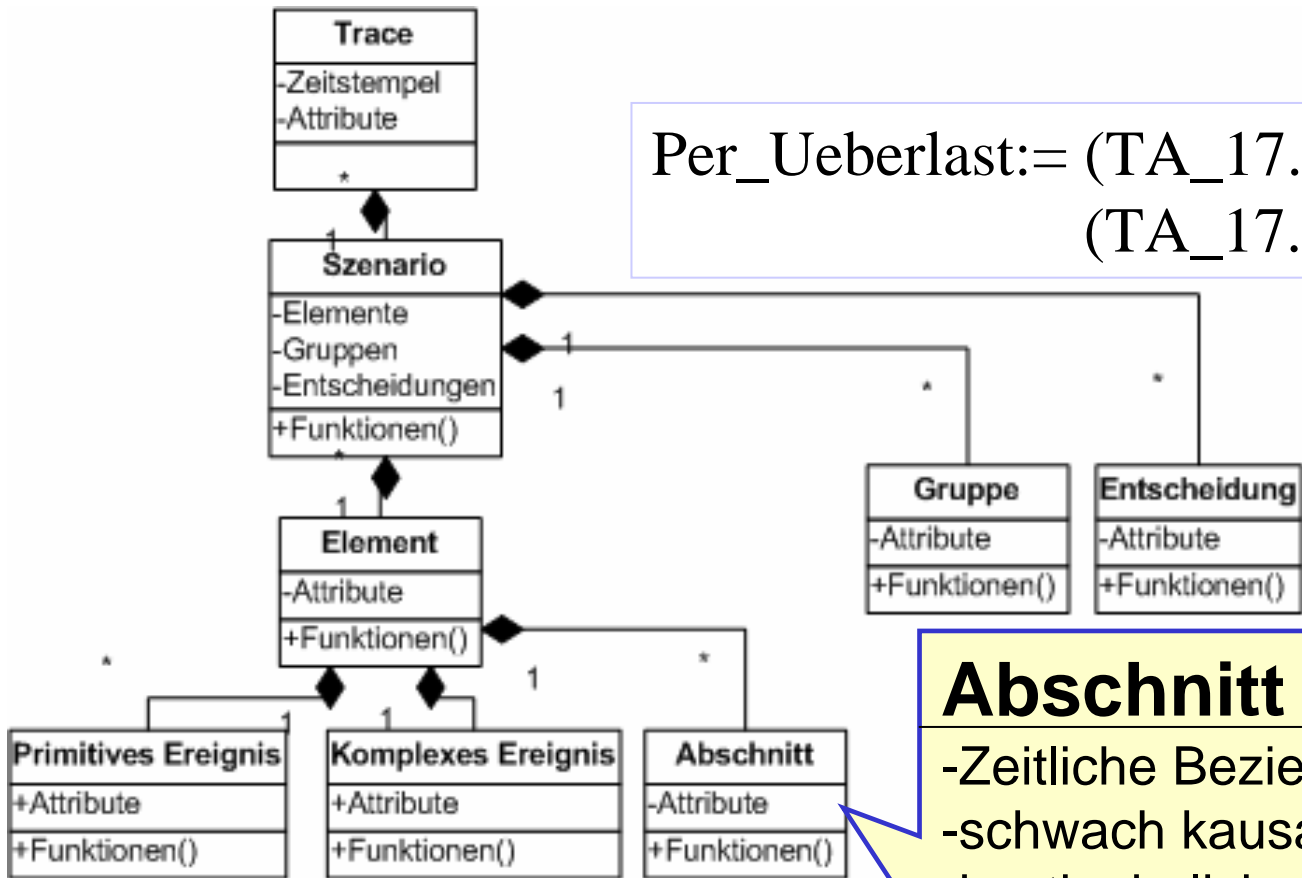 Trace
-Zeitstempel
-Attribute
*
Per_Ueberlast:= (TA_17.
(TA_17.
1
Szenario
-Elemente
-Gruppen
-Entscheidungen
+Funktionen()
1
1
*
*
*
1
Gruppe
-Attribute
+Funktionen()
Entscheidung
-Attribute
+Funktionen()
Element
-Attribute
+Funktionen()
*
1
*
1
1
Primitives Ereignis
+Attribute
+Funktionen()
Komplexes Ereignis
+Attribute
+Funktionen()
Abschnitt
-Attribute
+Funktionen()
Abschnitt
-Zeitliche Bezie
-schwach kausa